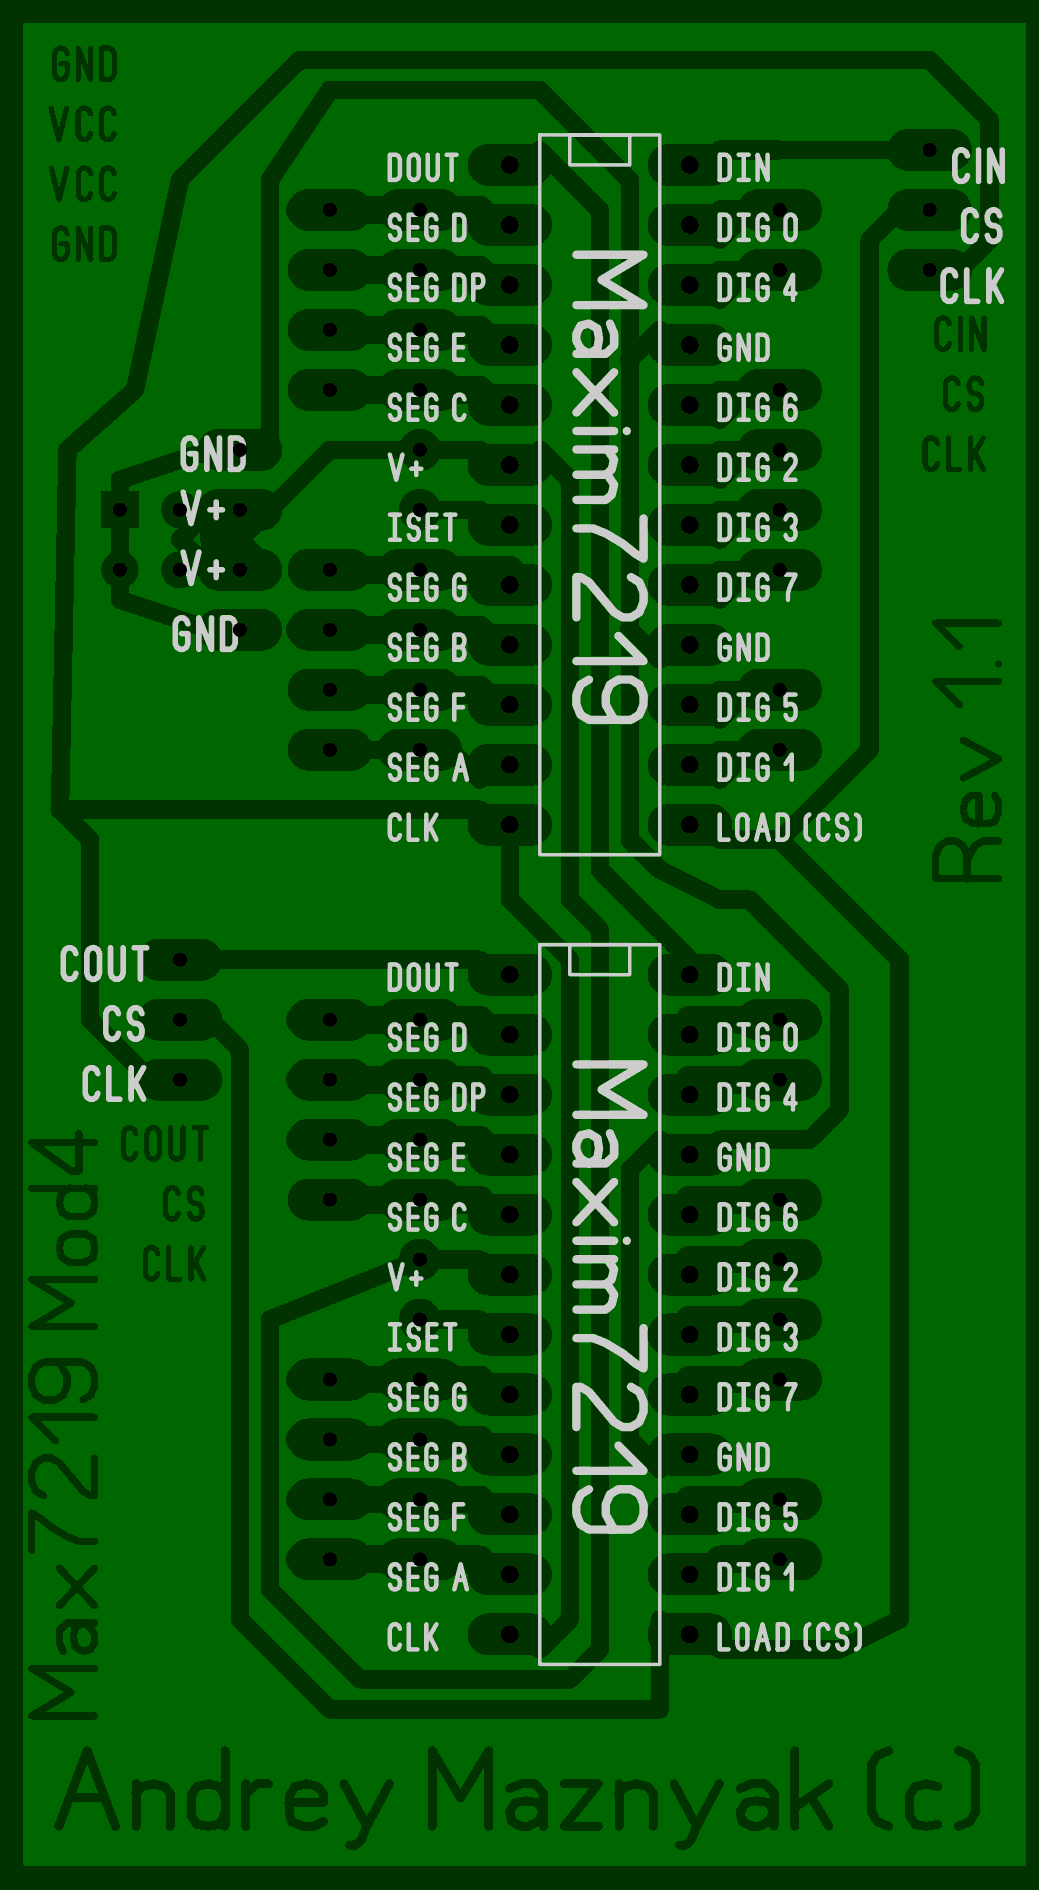 GND
VCC
VCC
GND
DOUT
SEG D
SEG DP
SEG E
SEG C
V+
ISET
SEG G
SEG B
SEG F
SEG A
CLK
Maxim7219
DIN
DIG 0
DIG 4
GND
DIG 6
DIG 2
DIG 3
DIG 7
GND
DIG 5
DIG 1
LOAD (CS)
CIN
CS
CLK
CIN
CS
CLK
GND
V+
V+
GND
Rev 1.1
COUT
CS
CLK
COUT
CS
CLK
DOUT
SEG D
SEG DP
SEG E
SEG C
V+
ISET
SEG G
SEG B
SEG F
SEG A
CLK
Maxim7219
DIN
DIG 0
DIG 4
GND
DIG 6
DIG 2
DIG 3
DIG 7
GND
DIG 5
DIG 1
LOAD (CS)
Max7219 Mod4
Andrey Maznyak (c)